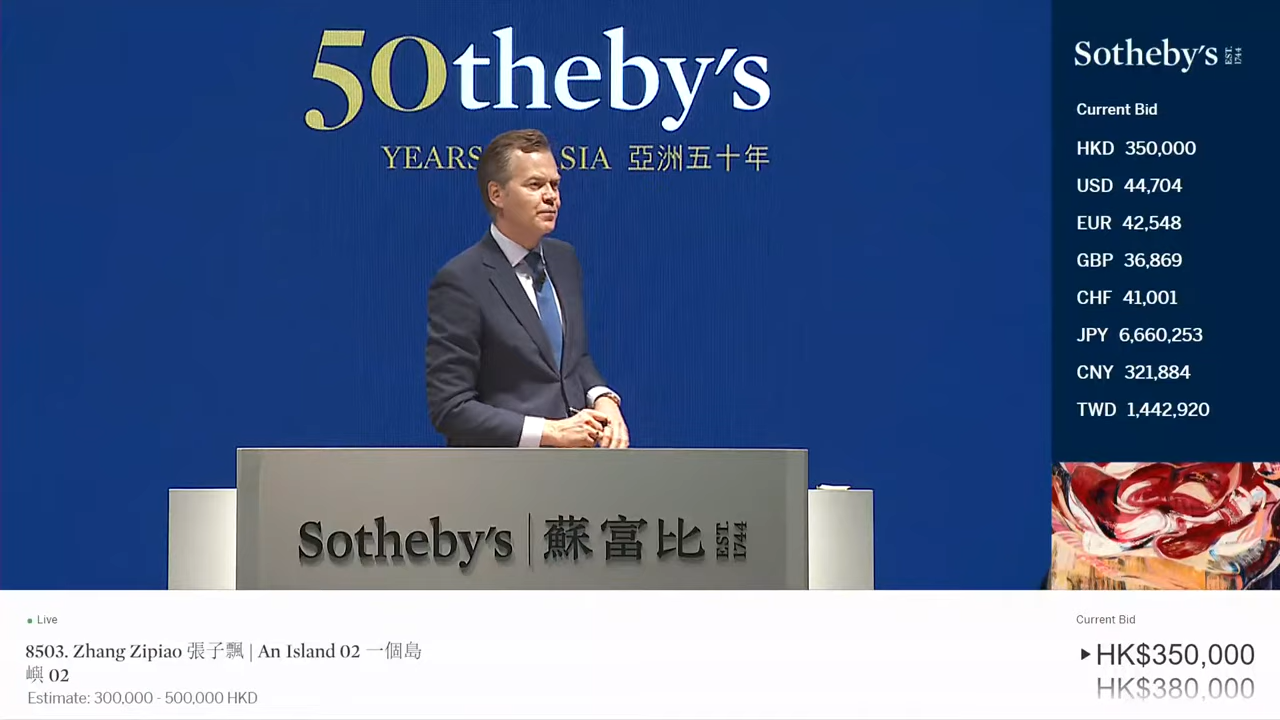 50theby's
YEARS SIA 亞洲五十年
Sotheby's | 蘇富比 EST. 1744
Sotheby's EST. 1744
Current Bid
HKD 350,000
USD 44,704
EUR 42,548
GBP 36,869
CHF 41,001
JPY 6,660,253
CNY 321,884
TWD 1,442,920
Live
8503. Zhang Zipiao 張子飄 | An Island 02 一個島
嶼 02
Estimate: 300,000 - 500,000 HKD
Current Bid
HK$350,000
HK$380,000